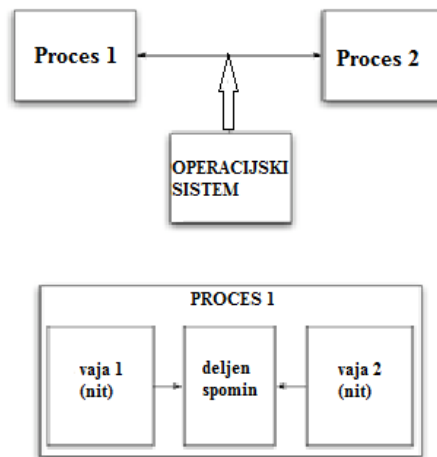 Proces 1
Proces 2
OPERACIJSKI
SISTEM
PROCES 1
vaja 1
(nit)
deljen
spomin
vaja 2
(nit)